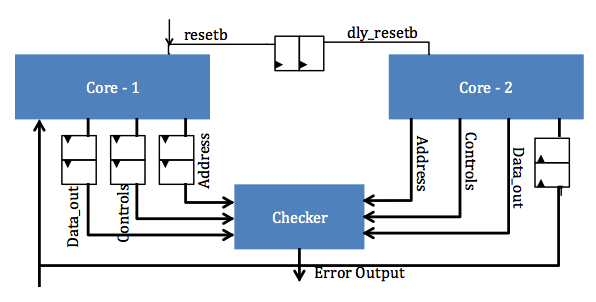 resetb
dly_resetb
Core - 1
Core - 2
Address
Controls
Data_out
Address
Controls
Data_out
Checker
Error Output